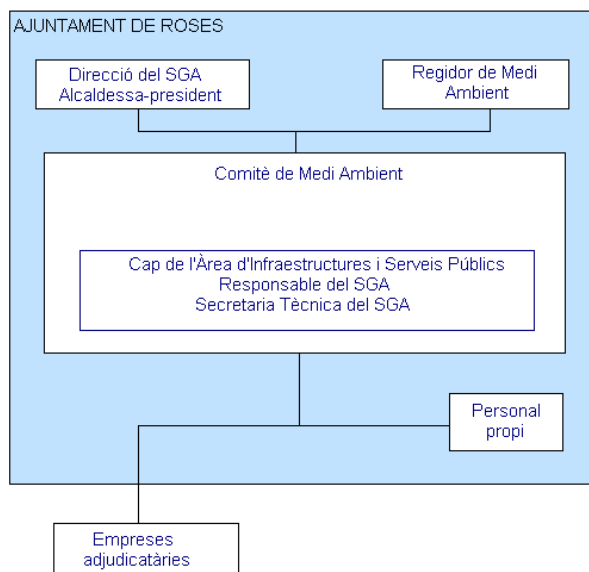 AJUNTAMENT DE ROSES
Direcció del SGA
Alcaldessa-president
Regidor de Medi
Ambient
Comitè de Medi Ambient
Cap de l'Àrea d'Infraestructures i Serveis Públics
Responsable del SGA
Secretaria Tècnica del SGA
Personal
propi
Empreses
adjudicatàries